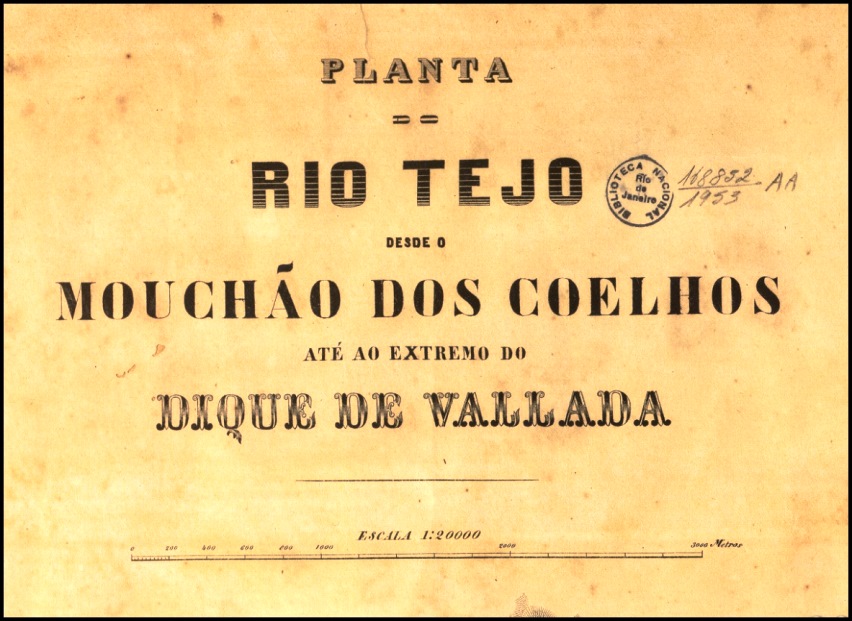 PLANTA
DO
RIO TEJO
BIBLIOTECA NACIONAL
Rio
de
Janeiro
168852
1953
AA
DESDE O
MOUCHÃO DOS COELHOS
ATÉ AO EXTREMO DO
DIQUE DE VALLADA
ESCALA 1:20000
0 200 400 600 800 1000 2000 3000 Metros